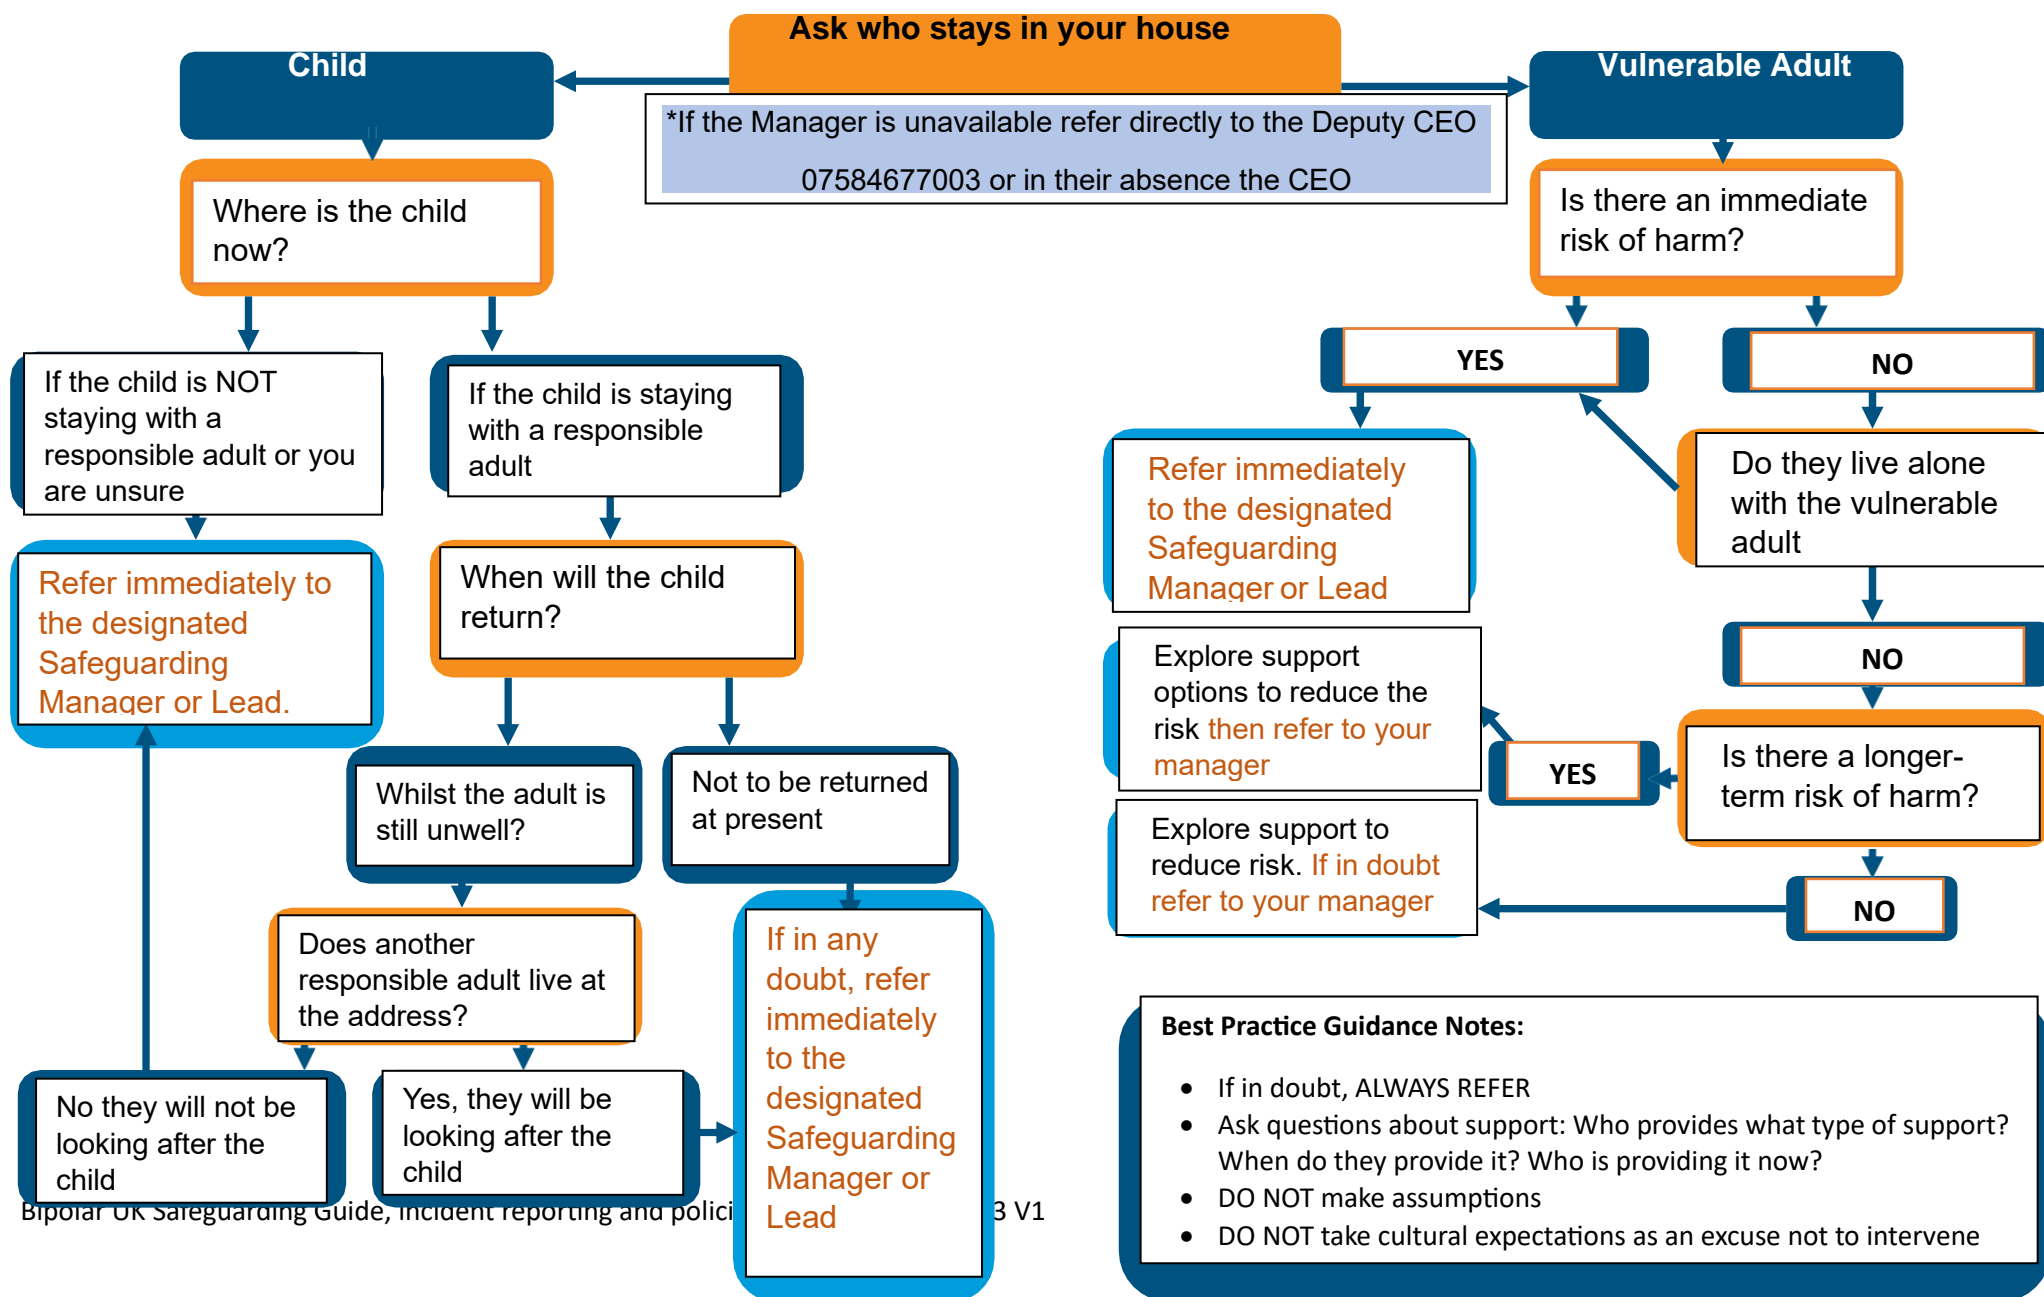 Ask who stays in your house
Child
Vulnerable Adult
*If the Manager is unavailable refer directly to the Deputy CEO
07584677003 or in their absence the CEO
Where is the child
now?
If the child is NOT
staying with a
responsible adult or you
are unsure
If the child is staying
with a responsible
adult
Refer immediately to
the designated
Safeguarding
Manager or Lead.
When will the child
return?
Whilst the adult is
still unwell?
Not to be returned
at present
Does another
responsible adult live at
the address?
No they will not be
looking after the
child
Yes, they will be
looking after the
child
If in any
doubt, refer
immediately
to the
designated
Safeguarding
Manager or
Lead
Is there an immediate
risk of harm?
YES
NO
Refer immediately
to the designated
Safeguarding
Manager or Lead
Do they live alone
with the vulnerable
adult
NO
Explore support
options to reduce the
risk then refer to your
manager
YES
Is there a longer-
term risk of harm?
Explore support to
reduce risk. If in doubt
refer to your manager
NO
Best Practice Guidance Notes:
• If in doubt, ALWAYS REFER
• Ask questions about support: Who provides what type of support?
When do they provide it? Who is providing it now?
• DO NOT make assumptions
• DO NOT take cultural expectations as an excuse not to intervene
Bipolar UK Safeguarding Guide, incident reporting and polici 3 V1